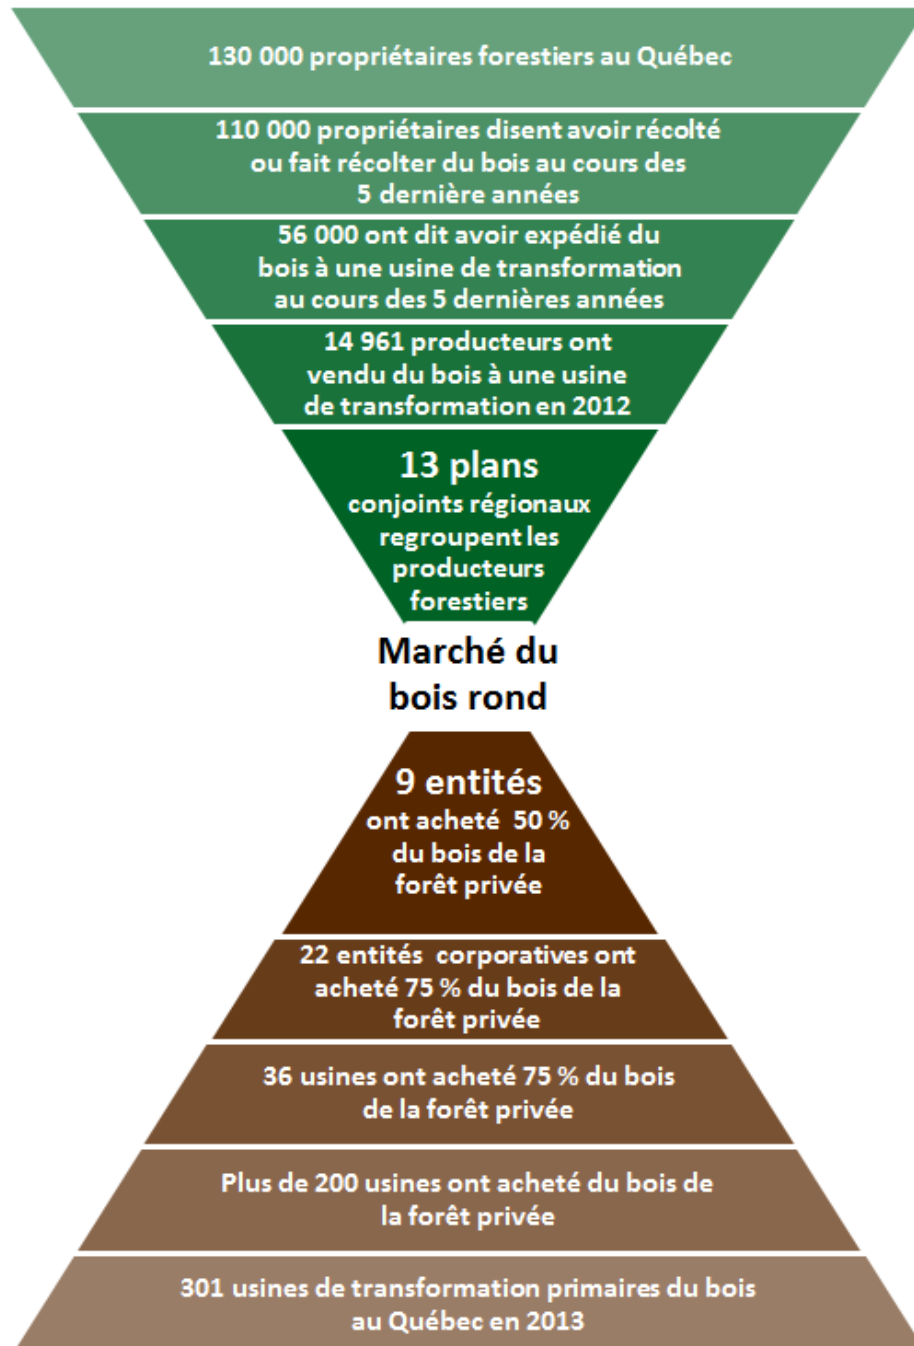 130 000 propriétaires forestiers au Québec
110 000 propriétaires disent avoir récolté
ou fait récolter du bois au cours des
5 dernière années
56 000 ont dit avoir expédié du
bois à une usine de transformation
au cours des 5 dernières années
14 961 producteurs ont
vendu du bois à une usine
de transformation en 2012
13 plans
conjoints régionaux
regroupent les
producteurs
forestiers
Marché du
bois rond
9 entités
ont acheté 50 %
du bois de la
forêt privée
22 entités corporatives ont
acheté 75 % du bois de la
forêt privée
36 usines ont acheté 75 % du bois
de la forêt privée
Plus de 200 usines ont acheté du bois de
la forêt privée
301 usines de transformation primaires du bois
au Québec en 2013